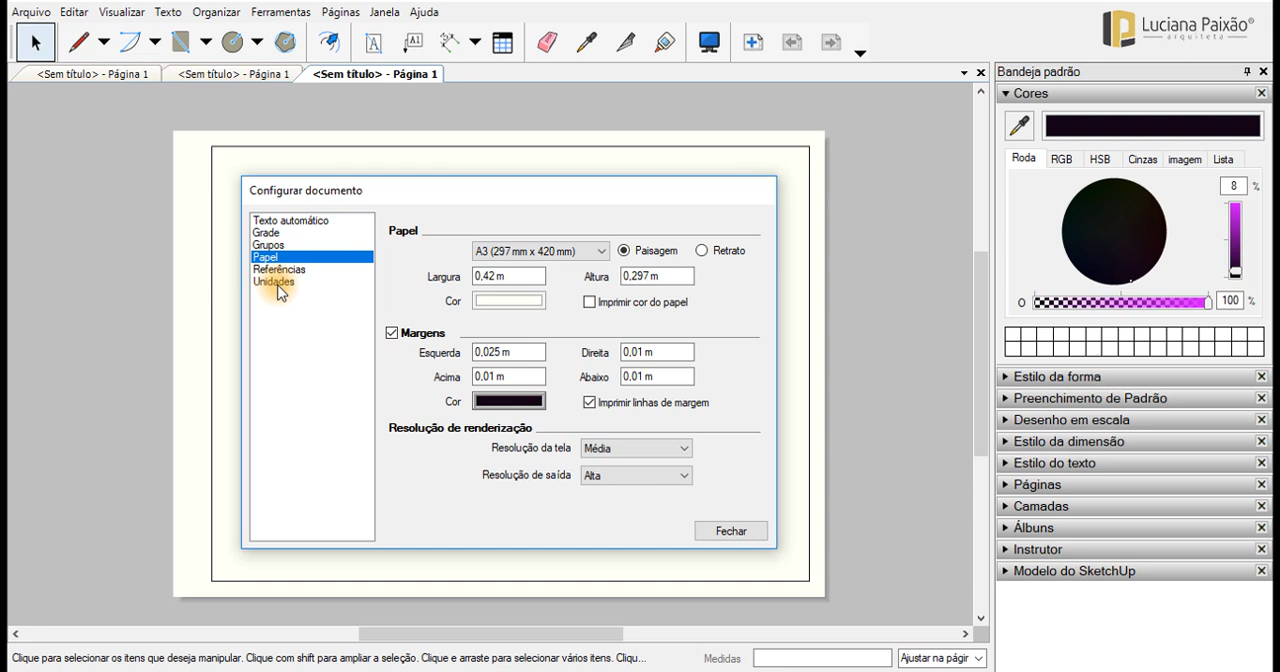 Arquivo Editar Visualizar Texto Organizar Ferramentas Páginas Janela Ajuda
Luciana Paixão®
arquiteta
A
A1
<Sem título> - Página 1
<Sem título> - Página 1
<Sem título> - Página 1
Bandeja padrão
Cores
Roda RGB HSB Cinzas imagem Lista
8 %
O 100 %
Estilo da forma
Preenchimento de Padrão
Desenho em escala
Estilo da dimensão
Estilo do texto
Páginas
Camadas
Álbuns
Instrutor
Modelo do SketchUp
Configurar documento
Texto automático
Grade
Grupos
Papel
Referências
Unidades
Papel
A3 (297 mm x 420 mm) Paisagem Retrato
Largura 0,42 m Altura 0,297 m
Cor Imprimir cor do papel
Margens
Esquerda 0,025 m Direita 0,01 m
Acima 0,01 m Abaixo 0,01 m
Cor Imprimir linhas de margem
Resolução de renderização
Resolução da tela Média
Resolução de saída Alta
Fechar
Clique para selecionar os itens que deseja manipular. Clique com shift para ampliar a seleção. Clique e arraste para selecionar vários itens. Cliqu... Medidas Ajustar na págir